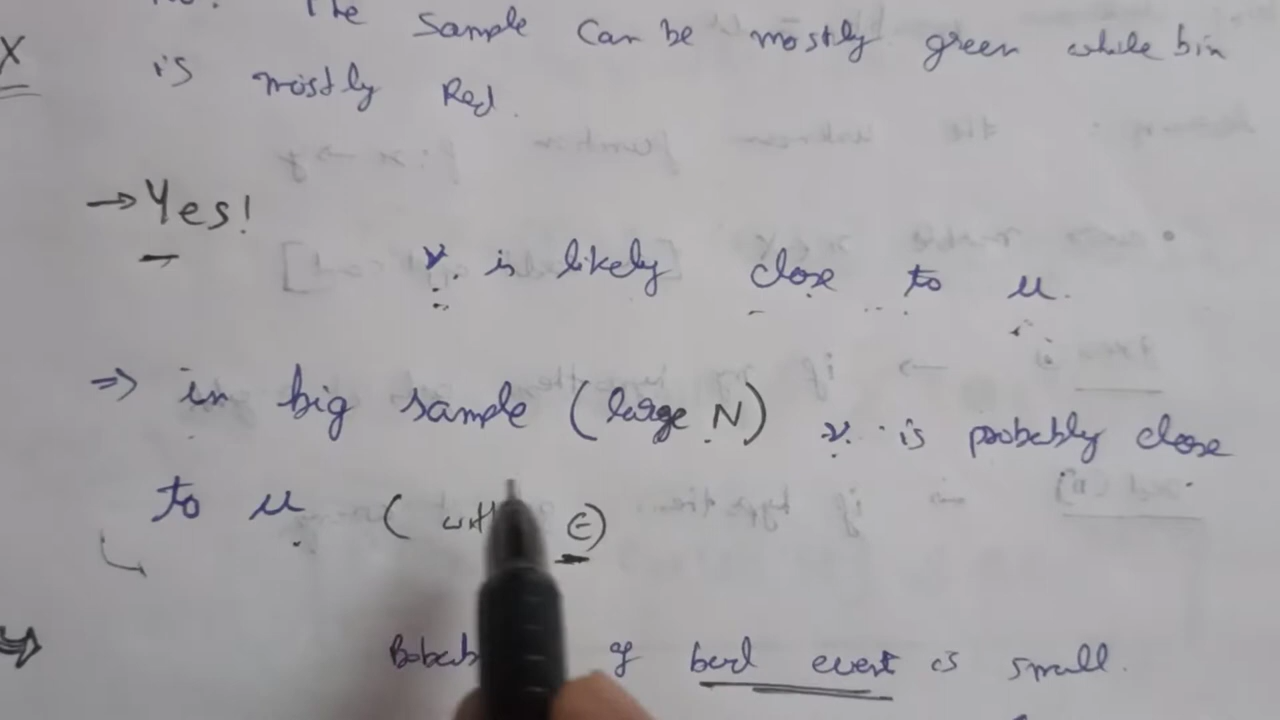 The sample can be mostly green while bin
X
is mostly Red.
→ Yes!
ν is likely close to μ.
⇒ in big sample (large N) ν is probably close
to μ ( ∈)
of bad event is small.